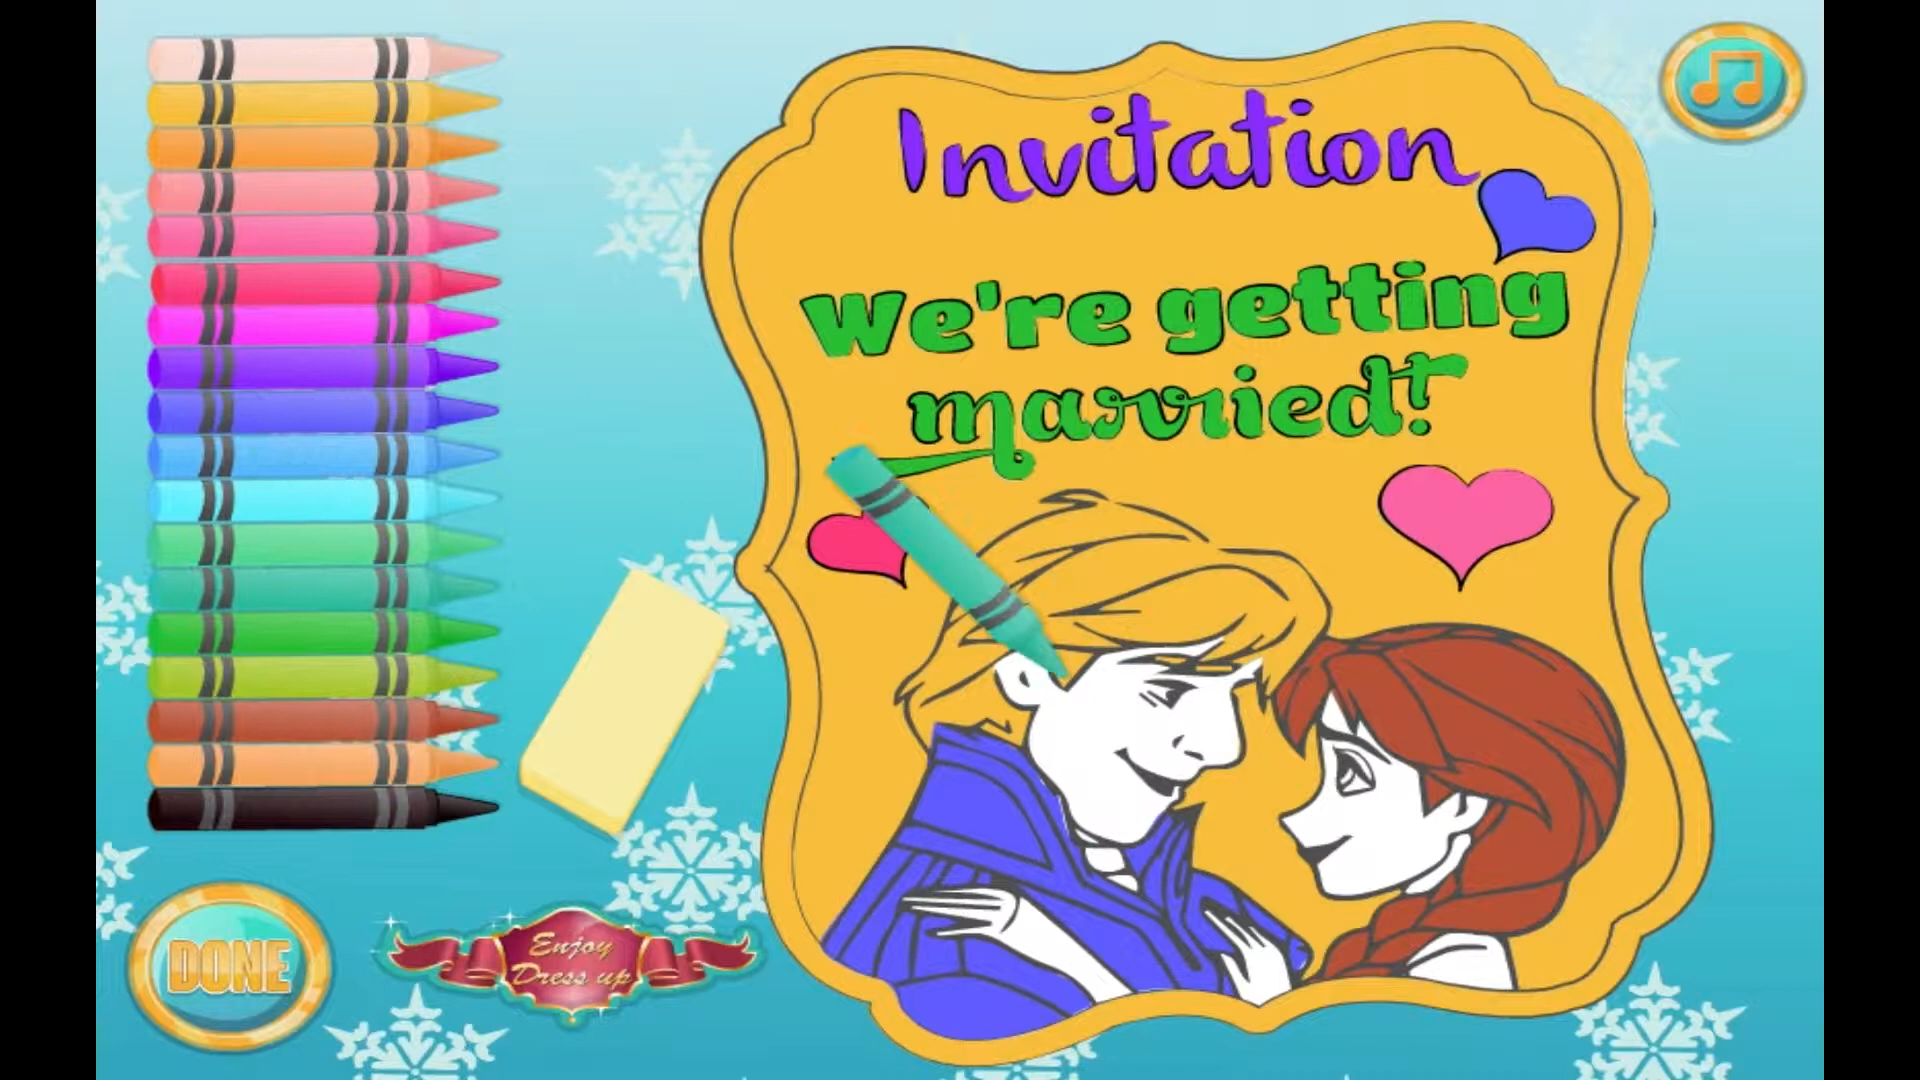 Invitation
We're getting
married!
DONE
Enjoy
Dress up